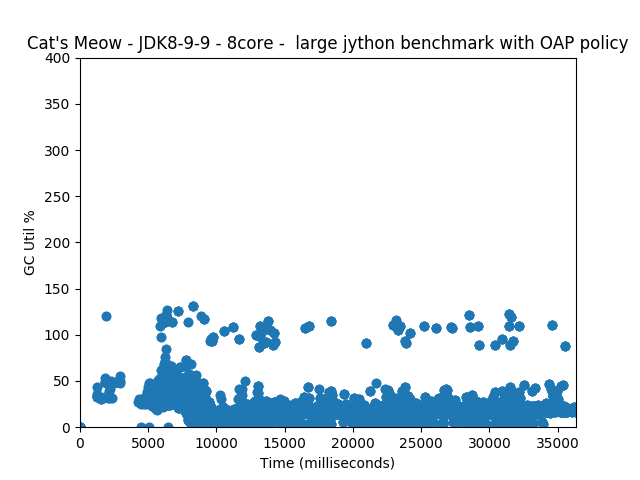 Cat's Meow - JDK8-9-9 - 8core -  large jython benchmark with OAP policy
400
350
300
250
200
150
100
50
0
GC Util %
0 5000 10000 15000 20000 25000 30000 35000
Time (milliseconds)